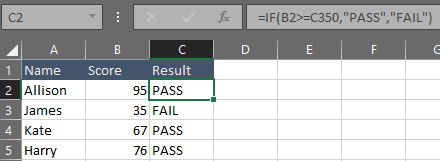 C2 =IF(B2>=C350,"PASS","FAIL")
A B C D E F G
1 Name Score Result
2 Allison 95 PASS
3 James 35 FAIL
4 Kate 67 PASS
5 Harry 76 PASS